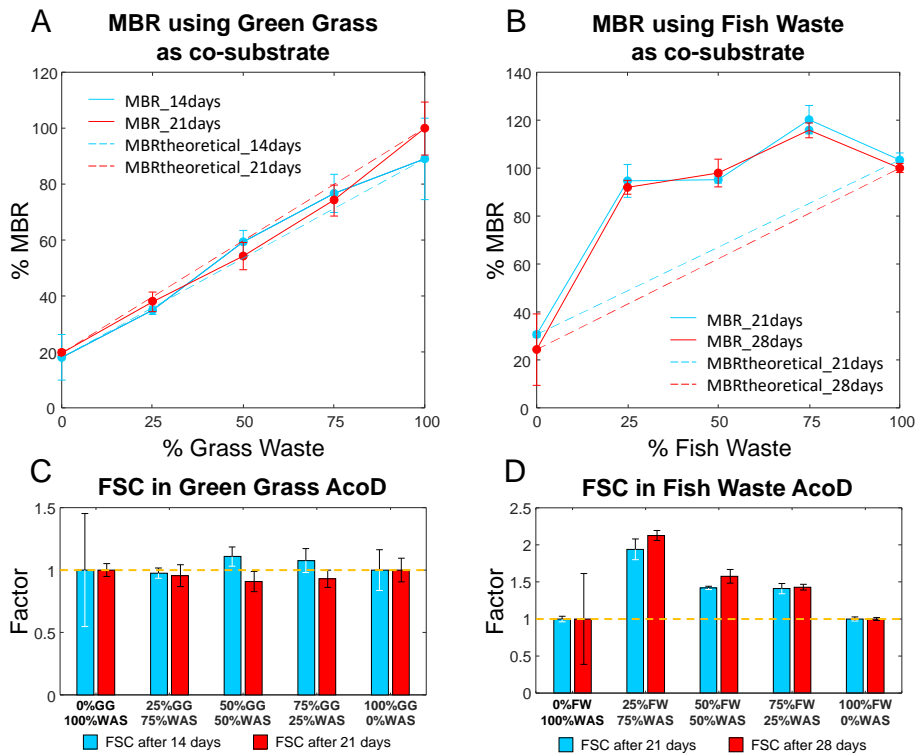 A
MBR using Green Grass
as co-substrate
120
100
80
60
40
20
0
% MBR
MBR_14days
MBR_21days
MBRtheoretical_14days
MBRtheoretical_21days
0
25
50
75
100
% Grass Waste
B
MBR using Fish Waste
as co-substrate
140
120
100
80
60
40
20
0
% MBR
MBR_21days
MBR_28days
MBRtheoretical_21days
MBRtheoretical_28days
0
25
50
75
100
% Fish Waste
C
FSC in Green Grass AcoD
1.5
1
0.5
0
Factor
0%GG 25%GG 50%GG 75%GG 100%GG
100%WAS 75%WAS 50%WAS 25%WAS 0%WAS
FSC after 14 days FSC after 21 days
D
FSC in Fish Waste AcoD
2.5
2
1.5
1
0.5
0
Factor
0%FW 25%FW 50%FW 75%FW 100%FW
100%WAS 75%WAS 50%WAS 25%WAS 0%WAS
FSC after 21 days FSC after 28 days